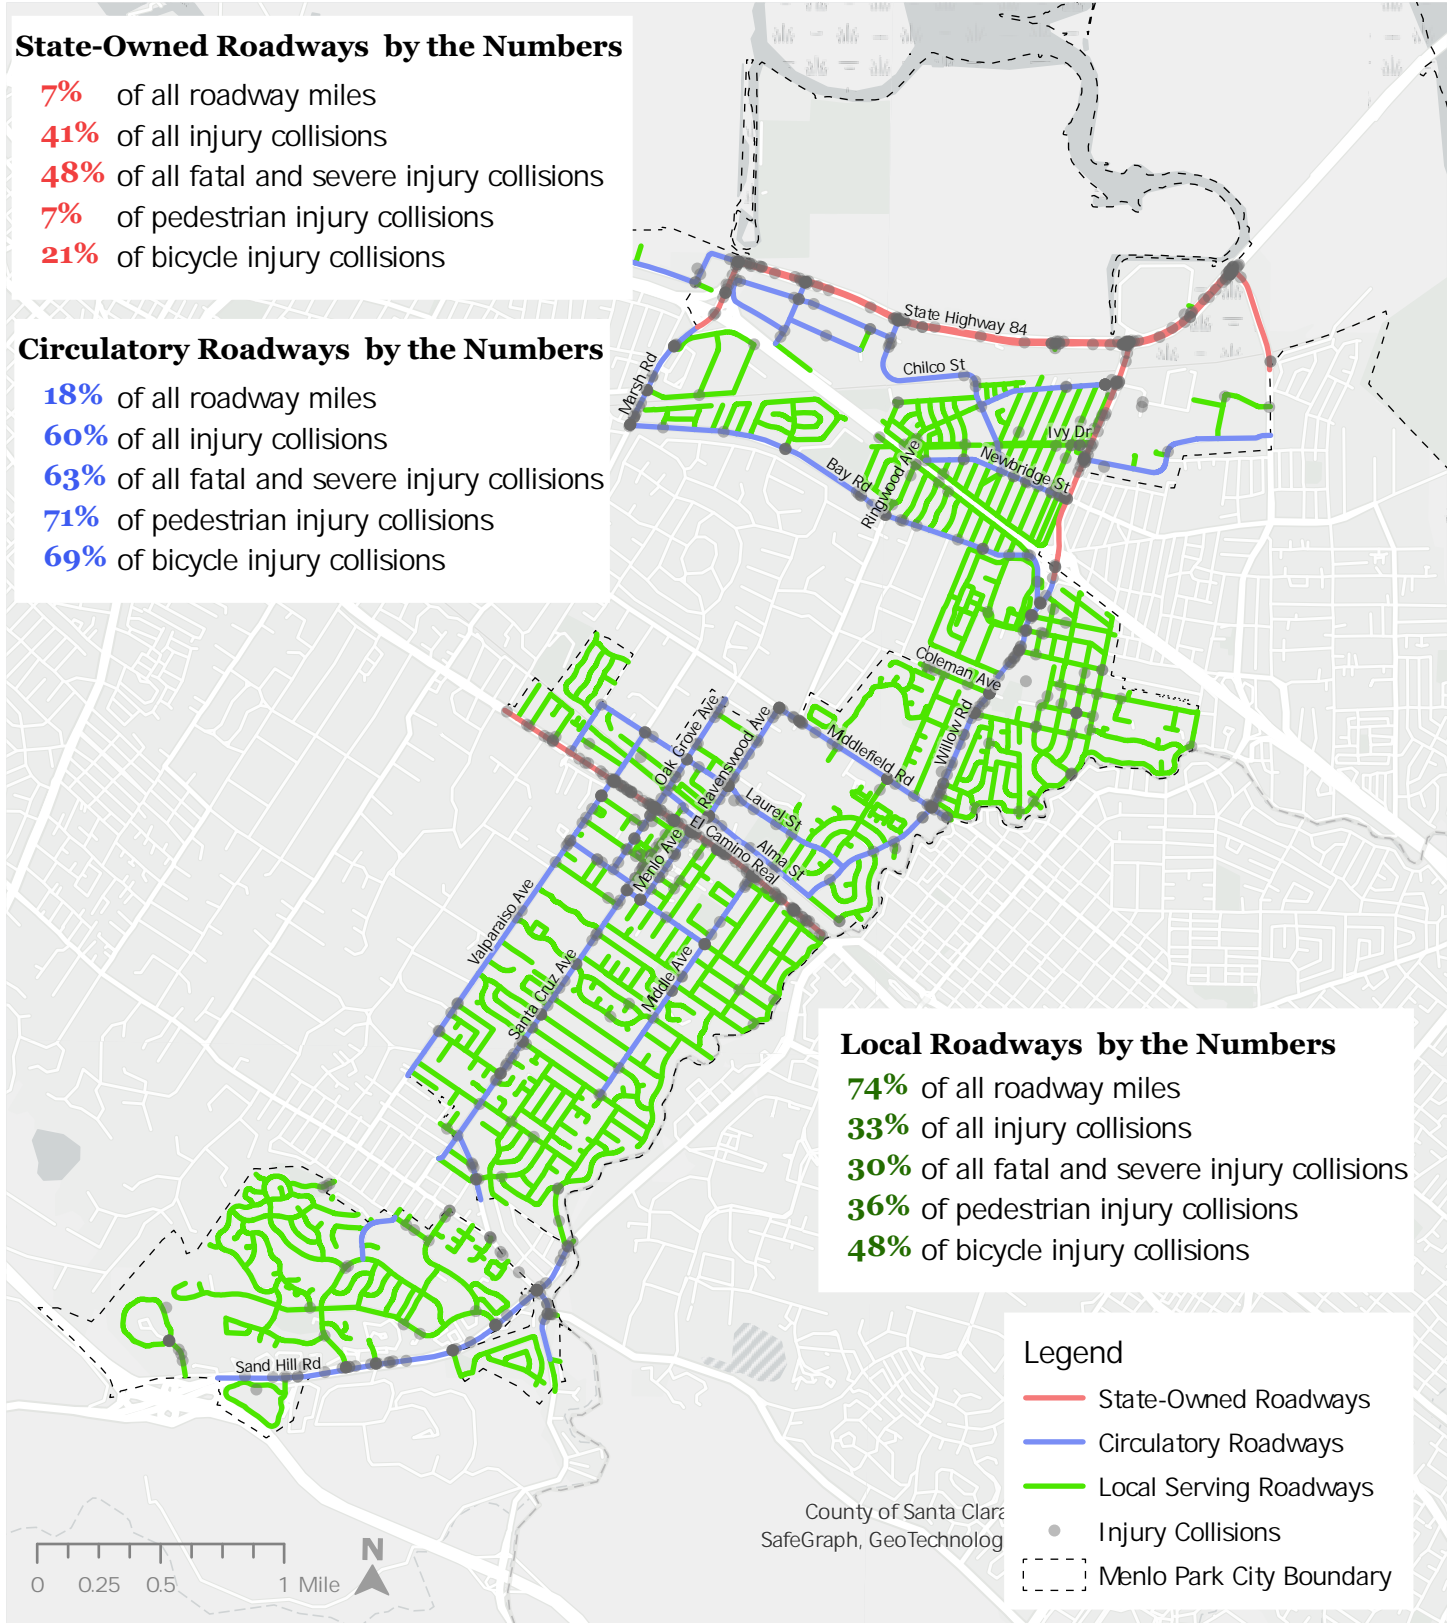 State-Owned Roadways by the Numbers
7% of all roadway miles
41% of all injury collisions
48% of all fatal and severe injury collisions
7% of pedestrian injury collisions
21% of bicycle injury collisions
Circulatory Roadways by the Numbers
18% of all roadway miles
60% of all injury collisions
63% of all fatal and severe injury collisions
71% of pedestrian injury collisions
69% of bicycle injury collisions
State Highway 84
Chilco St
Marsh Rd
Ivy Dr
Newbridge St
Bay Rd
Ringwood Ave
Coleman Ave
Willow Rd
Middlefield Rd
Oak Grove Ave
Ravenswood Ave
Laurel St
El Camino Real
Alma St
Menlo Ave
Valparaiso Ave
Santa Cruz Ave
Middle Ave
Sand Hill Rd
Local Roadways by the Numbers
74% of all roadway miles
33% of all injury collisions
30% of all fatal and severe injury collisions
36% of pedestrian injury collisions
48% of bicycle injury collisions
Legend
State-Owned Roadways
Circulatory Roadways
Local Serving Roadways
Injury Collisions
Menlo Park City Boundary
County of Santa Clara
SafeGraph, GeoTechnolog
N
0 0.25 0.5 1 Mile